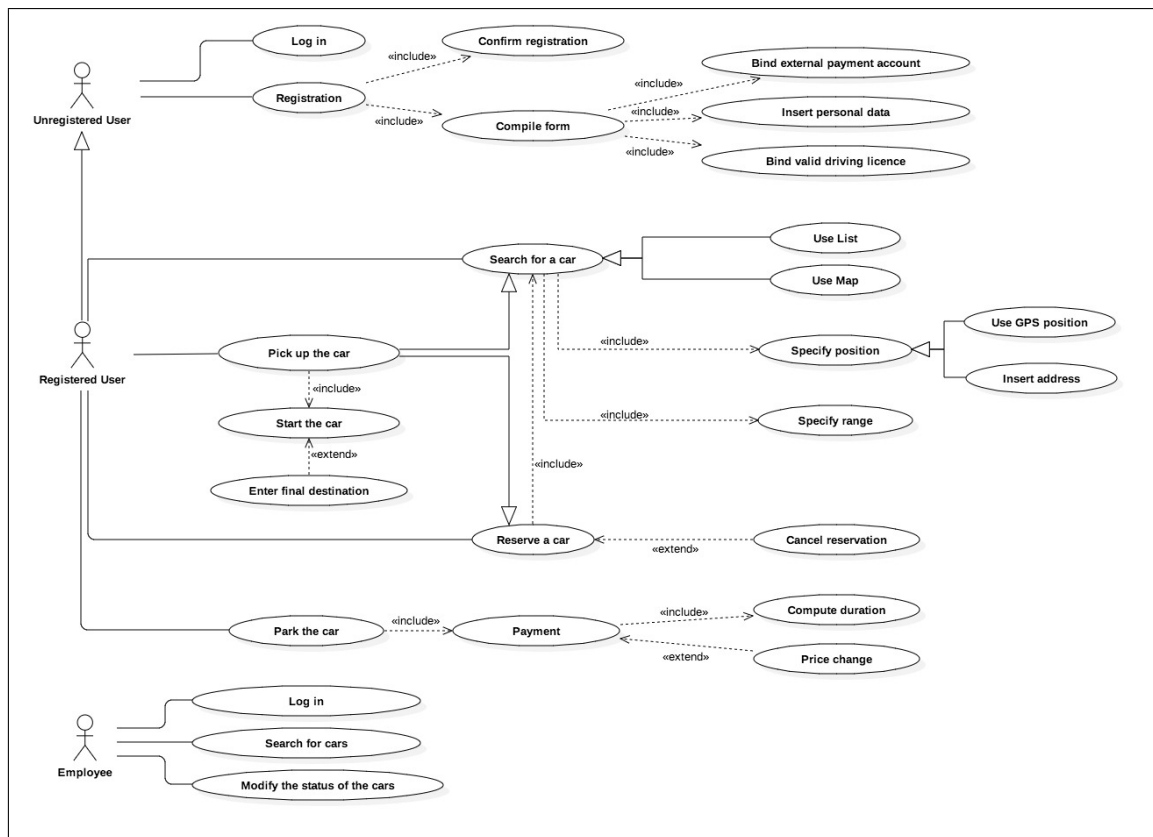 Log in
Confirm registration
«include»
Bind external payment account
«include»
Registration
Unregistered User
«include»
Compile form
«include»
Insert personal data
«include»
Bind valid driving licence
Use List
Search for a car
Use Map
Use GPS position
«include»
Pick up the car
Specify position
Registered User
Insert address
«include»
«include»
Start the car
Specify range
«extend»
«include»
Enter final destination
Reserve a car
«extend»
Cancel reservation
«include»
Compute duration
«include»
Park the car
Payment
«extend»
Price change
Log in
Search for cars
Employee
Modify the status of the cars